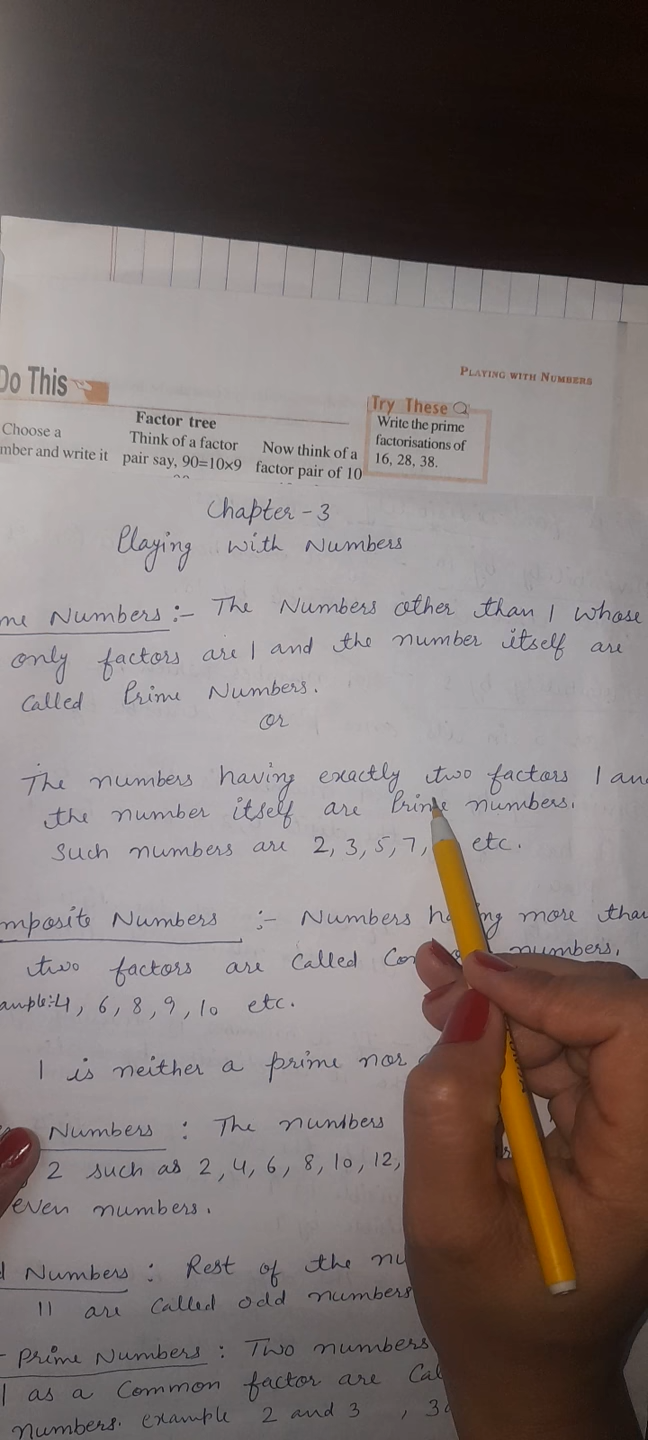 PLAYING WITH NUMBERS
Do This
Factor tree
Choose a
mber and write it
Think of a factor
pair say, 90=10×9
Now think of a
factor pair of 10
Try These
Write the prime
factorisations of
16, 28, 38.
Chapter - 3
Playing with Numbers
me Numbers :- The Numbers other than 1 whose
only factors are 1 and the number itself are
called Prime Numbers.
or
The numbers having exactly two factors 1 an
the number itself are Prime numbers.
Such numbers are 2, 3, 5, 7, etc.
mposite Numbers :- Numbers having more than
two factors are called Co numbers.
ample:- 4, 6, 8, 9, 10 etc.
1 is neither a prime nor
Numbers : The numbers
2 such as 2, 4, 6, 8, 10, 12,
even numbers.
d Numbers : Rest of the nu
11 are called odd numbers
- Prime Numbers : Two numbers
1 as a Common factor are Cal
numbers. example 2 and 3 , 3